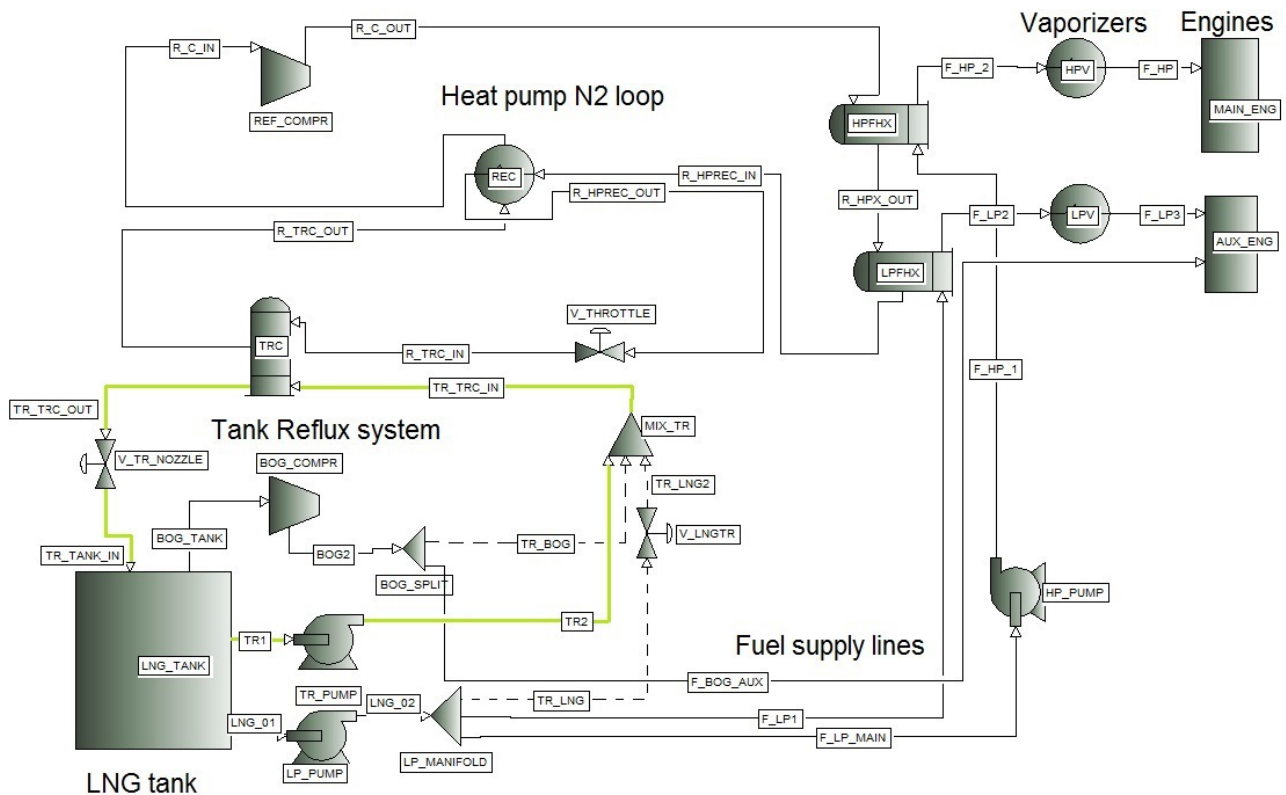 Vaporizers
Engines
R_C_OUT
R_C_IN
F_HP_2
F_HP
HPV
MAIN_ENG
REF_COMPR
Heat pump N2 loop
HPFHX
REC
R_HPREC_IN
R_HPREC_OUT
R_HPX_OUT
F_LP2
LPV
F_LP3
R_TRC_OUT
AUX_ENG
LPFHX
V_THROTTLE
TRC
R_TRC_IN
F_HP_1
TR_TRC_IN
TR_TRC_OUT
Tank Reflux system
MIX_TR
V_TR_NOZZLE
BOG_COMPR
TR_LNG2
BOG_TANK
V_LNGTR
TR_TANK_IN
BOG2
TR_BOG
BOG_SPLIT
HP_PUMP
TR1
TR2
LNG_TANK
Fuel supply lines
F_BOG_AUX
TR_PUMP
TR_LNG
LNG_01
LNG_02
F_LP1
F_LP_MAIN
LP_PUMP
LP_MANIFOLD
LNG tank